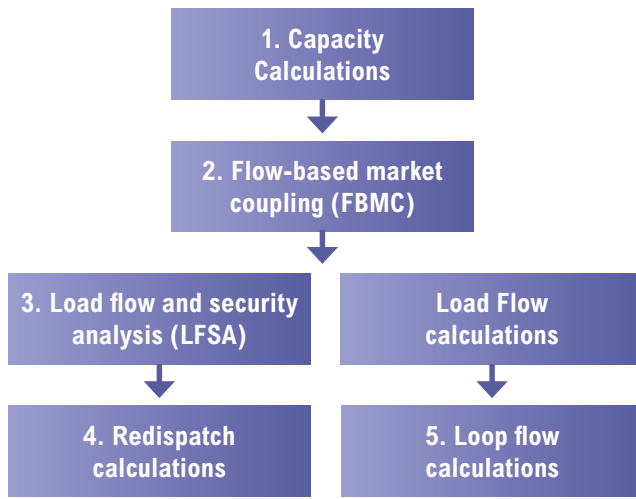 1. Capacity
Calculations
2. Flow-based market
coupling (FBMC)
3. Load flow and security
analysis (LFSA)
Load Flow
calculations
4. Redispatch
calculations
5. Loop flow
calculations